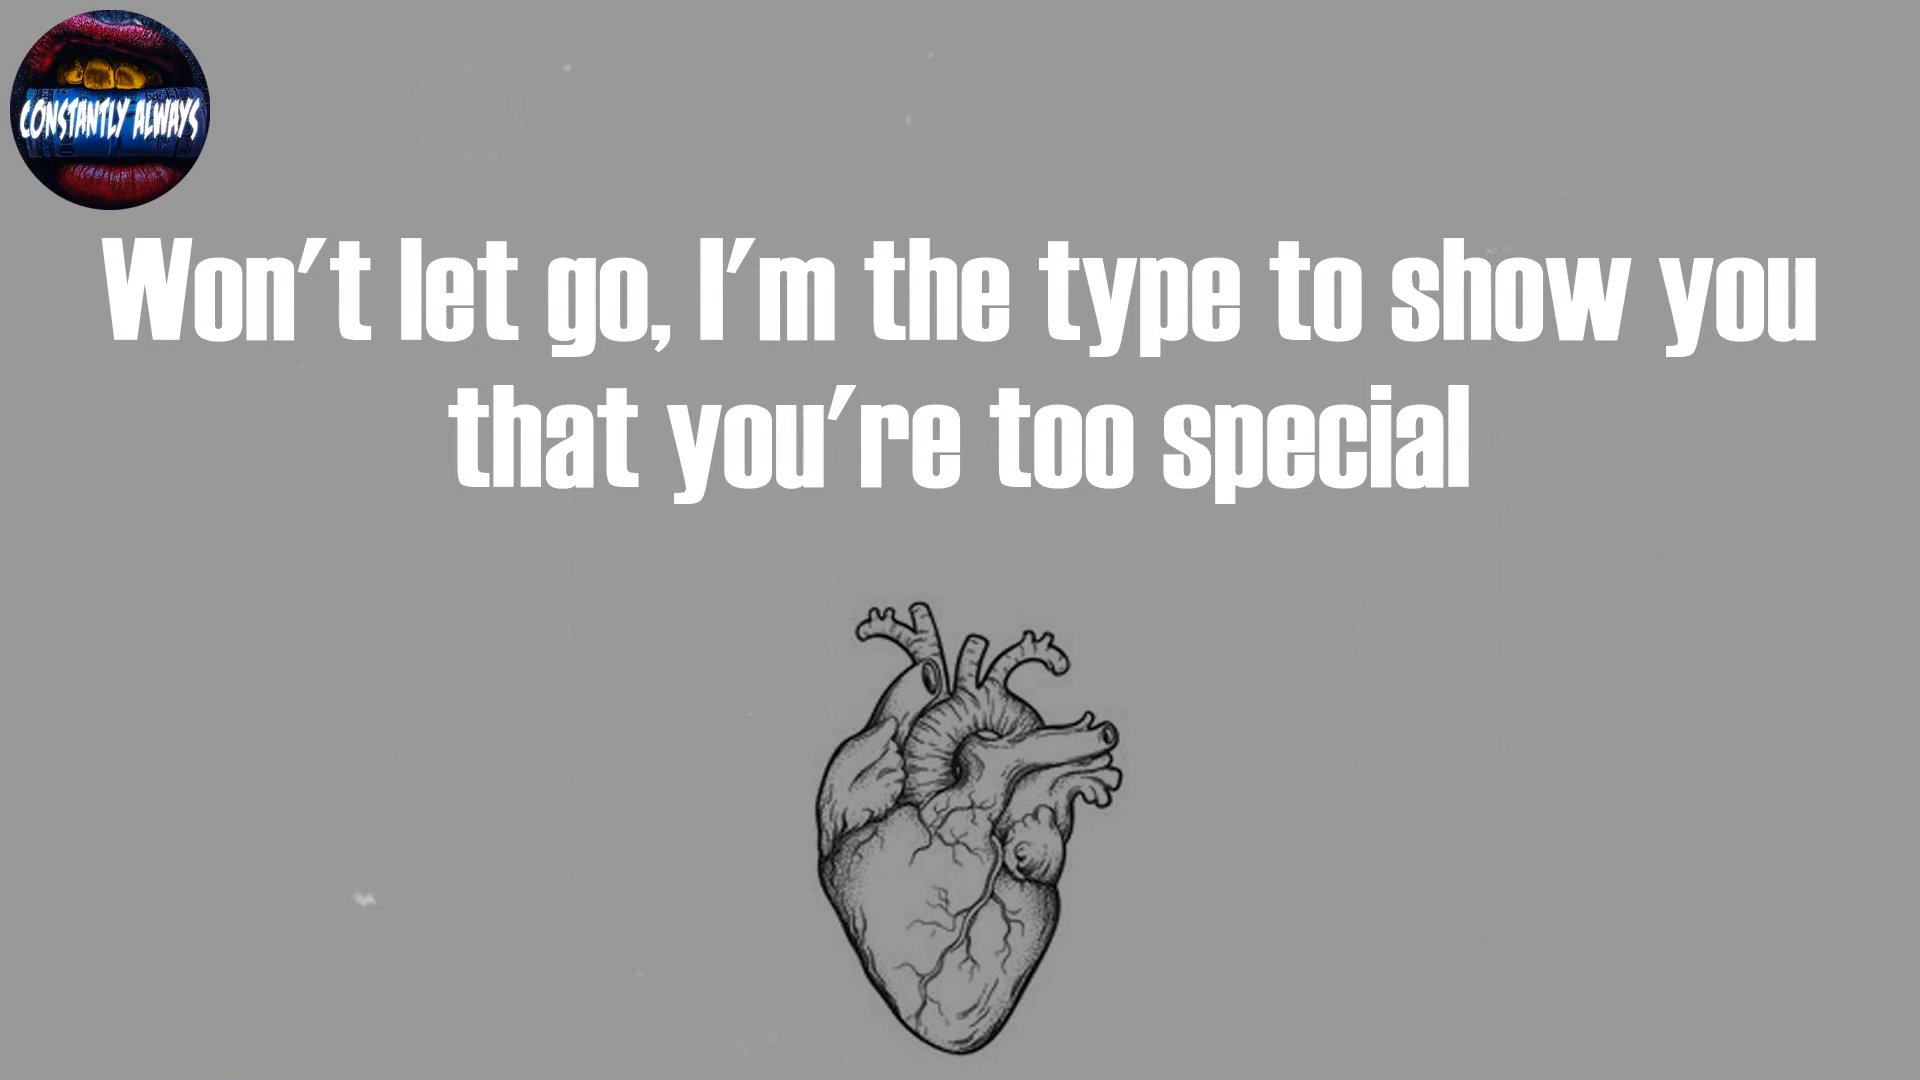 CONSTANTLY ALWAYS
Won't let go, I'm the type to show you
that you're too special